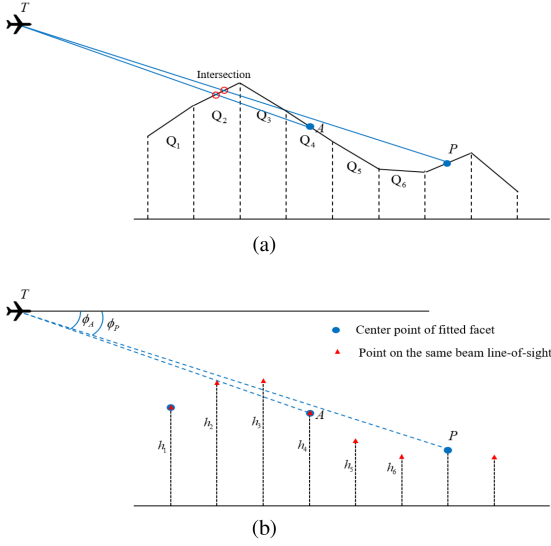 T
Intersection
Q1
Q2
Q3
A
Q4
P
Q5
Q6
(a)
T
ϕA
ϕP
Center point of fitted facet
Point on the same beam line-of-sight
h1
h2
h3
A
h4
P
h5
h6
(b)